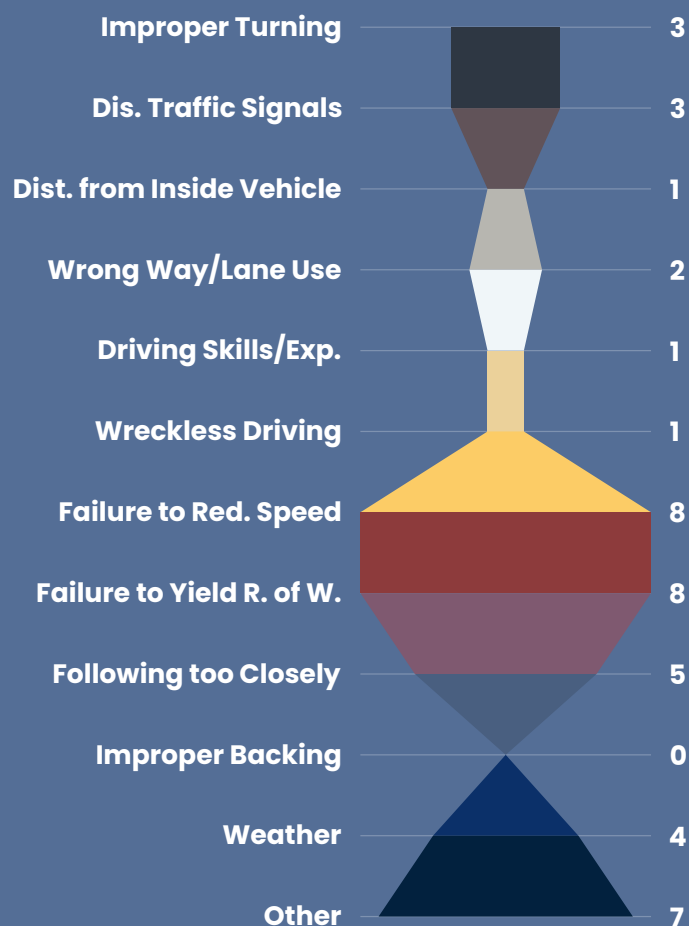 Improper Turning 3
Dis. Traffic Signals 3
Dist. from Inside Vehicle 1
Wrong Way/Lane Use 2
Driving Skills/Exp. 1
Wreckless Driving 1
Failure to Red. Speed 8
Failure to Yield R. of W. 8
Following too Closely 5
Improper Backing 0
Weather 4
Other 7